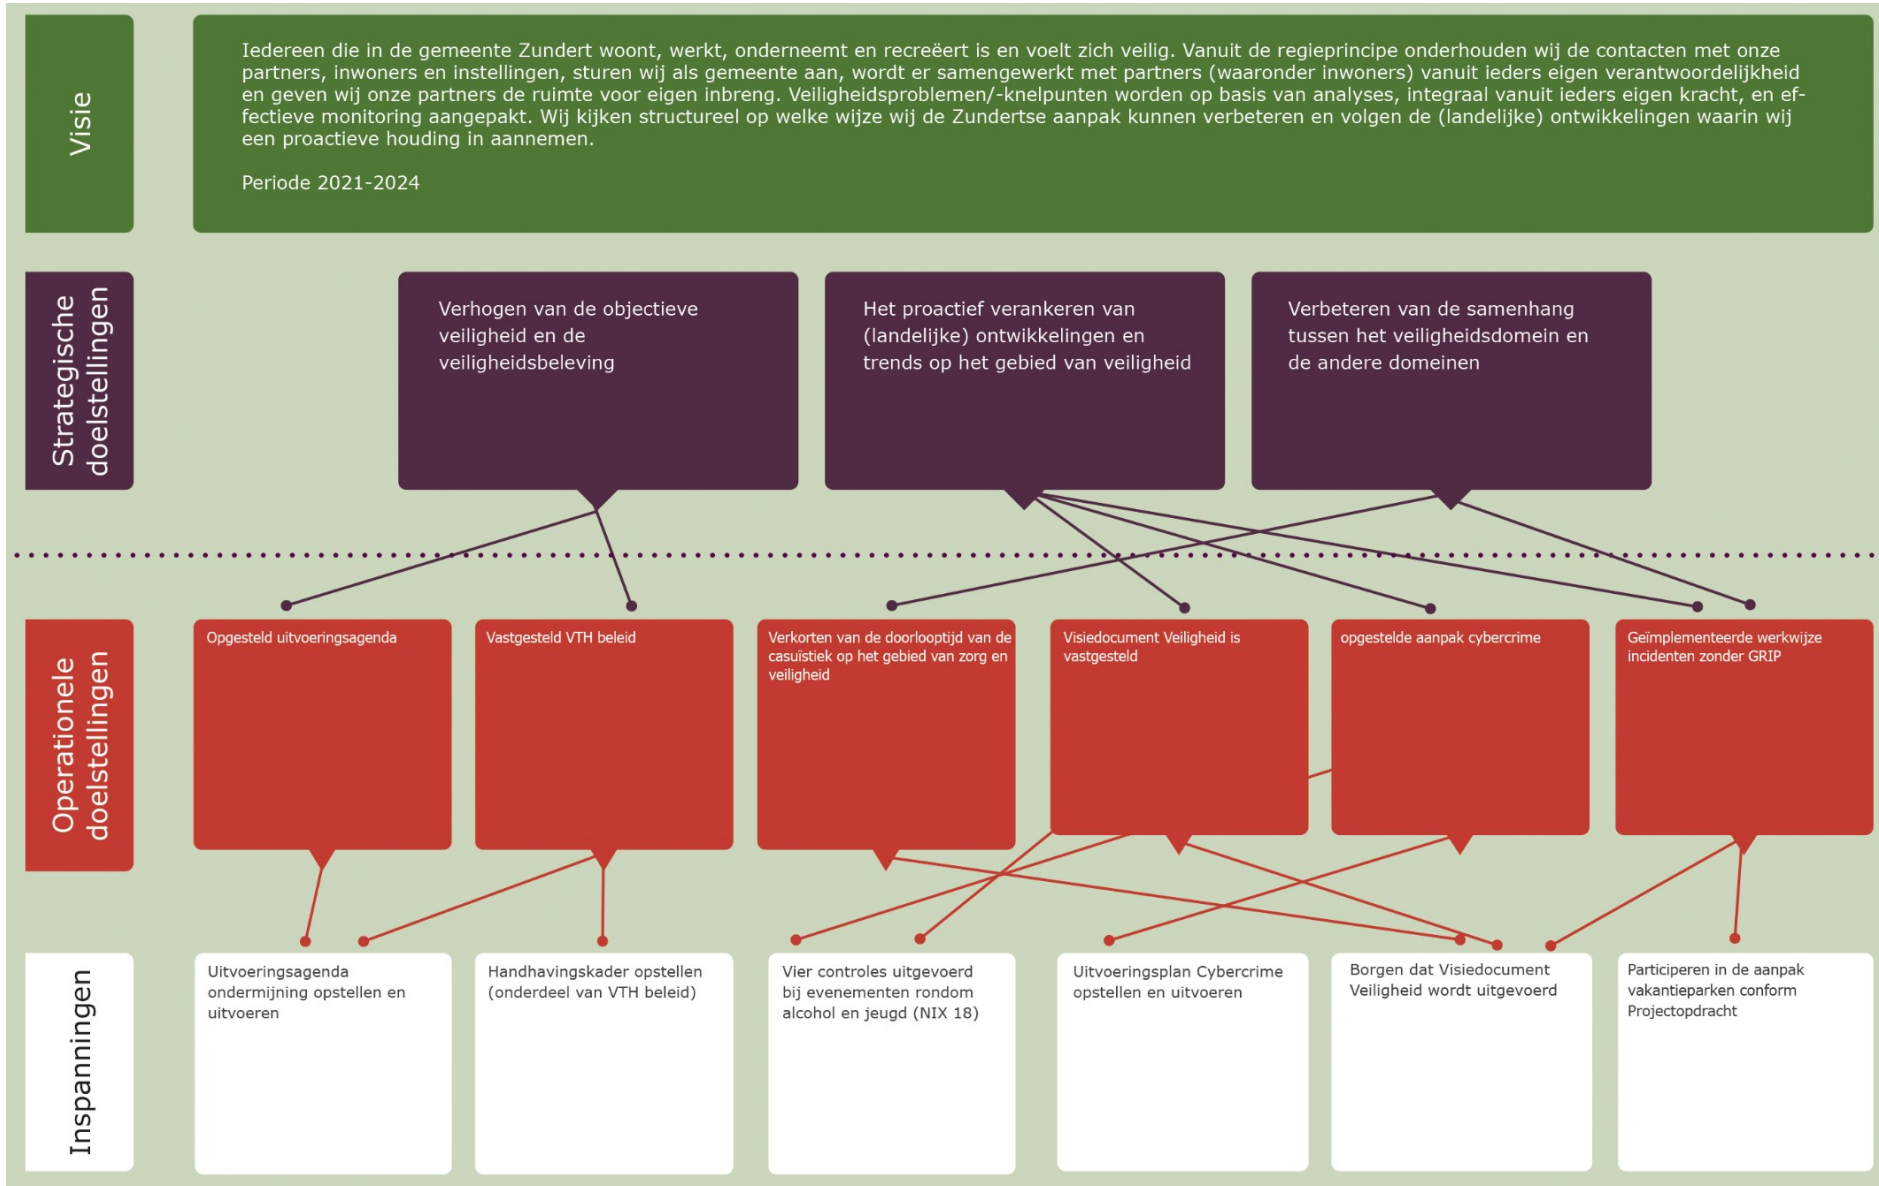 Visie
Iedereen die in de gemeente Zundert woont, werkt, onderneemt en recreëert is en voelt zich veilig. Vanuit de regieprincipe onderhouden wij de contacten met onze
partners, inwoners en instellingen, sturen wij als gemeente aan, wordt er samengewerkt met partners (waaronder inwoners) vanuit ieders eigen verantwoordelijkheid
en geven wij onze partners de ruimte voor eigen inbreng. Veiligheidsproblemen/-knelpunten worden op basis van analyses, integraal vanuit ieders eigen kracht, en ef-
fectieve monitoring aangepakt. Wij kijken structureel op welke wijze wij de Zundertse aanpak kunnen verbeteren en volgen de (landelijke) ontwikkelingen waarin wij
een proactieve houding in aannemen.
Periode 2021-2024
Strategische
doelstellingen
Verhogen van de objectieve
veiligheid en de
veiligheidsbeleving
Het proactief verankeren van
(landelijke) ontwikkelingen en
trends op het gebied van veiligheid
Verbeteren van de samenhang
tussen het veiligheidsdomein en
de andere domeinen
Operationele
doelstellingen
Opgesteld uitvoeringsagenda
Vastgesteld VTH beleid
Verkorten van de doorlooptijd van de
casuïstiek op het gebied van zorg en
veiligheid
Visiedocument Veiligheid is
vastgesteld
opgestelde aanpak cybercrime
Geïmplementeerde werkwijze
incidenten zonder GRIP
Inspanningen
Uitvoeringsagenda
ondermijning opstellen en
uitvoeren
Handhavingskader opstellen
(onderdeel van VTH beleid)
Vier controles uitgevoerd
bij evenementen rondom
alcohol en jeugd (NIX 18)
Uitvoeringsplan Cybercrime
opstellen en uitvoeren
Borgen dat Visiedocument
Veiligheid wordt uitgevoerd
Participeren in de aanpak
vakantieparken conform
Projectopdracht